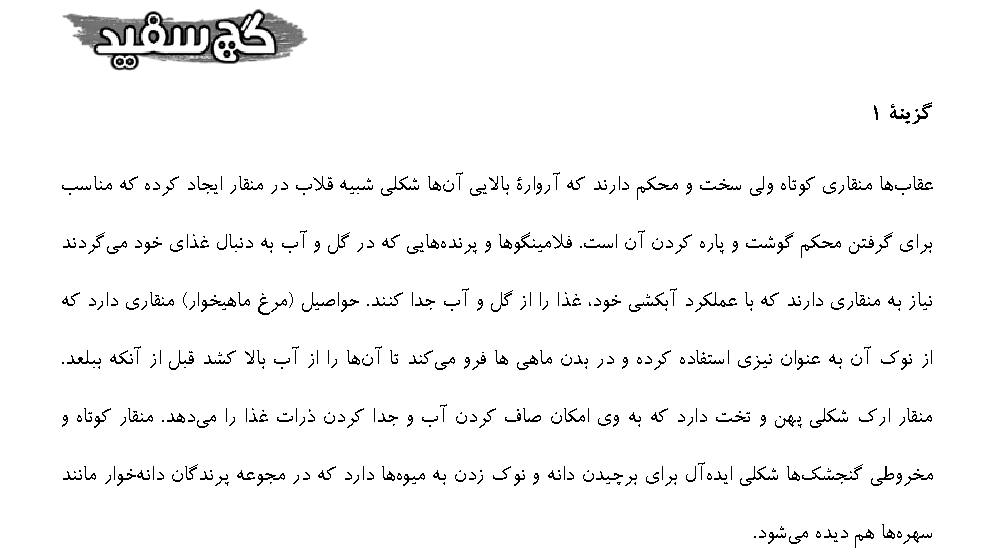 گچ سفید
گزینهٔ ۱
عقاب‌ها منقاری کوتاه ولی سخت و محکم دارند که آروارهٔ بالایی آن‌ها شکلی شبیه قلاب در منقار ایجاد کرده که مناسب
برای گرفتن محکم گوشت و پاره کردن آن است. فلامینگوها و پرنده‌هایی که در گل و آب به دنبال غذای خود می‌گردند
نیاز به منقاری دارند که با عملکرد آبکشی خود، غذا را از گل و آب جدا کنند. حواصیل (مرغ ماهیخوار) منقاری دارد که
از نوک آن به عنوان نیزی استفاده کرده و در بدن ماهی ها فرو می‌کند تا آن‌ها را از آب بالا کشد قبل از آنکه ببلعد.
منقار ارک شکلی پهن و تخت دارد که به وی امکان صاف کردن آب و جدا کردن ذرات غذا را می‌دهد. منقار کوتاه و
مخروطی گنجشک‌ها شکلی ایده‌آل برای برچیدن دانه و نوک زدن به میوه‌ها دارد که در مجوعه پرندگان دانه‌خوار مانند
سهره‌ها هم دیده می‌شود.